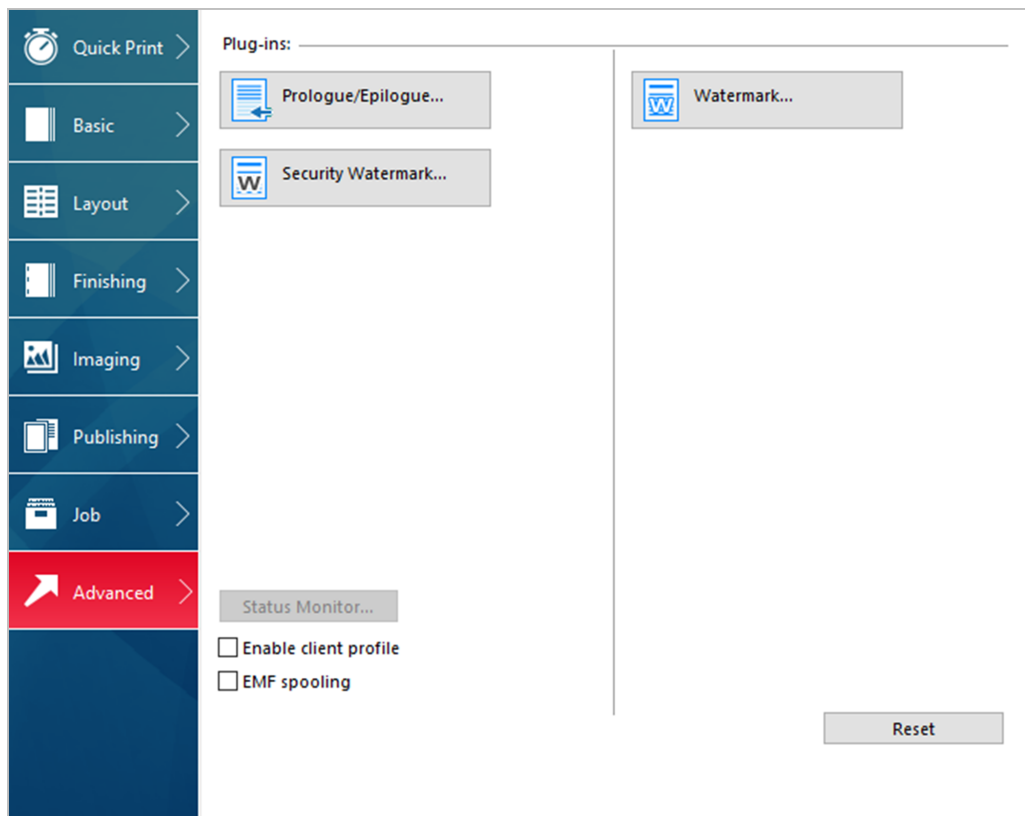 Quick Print
Basic
Layout
Finishing
Imaging
Publishing
Job
Advanced
Plug-ins:
Prologue/Epilogue...
Watermark...
Security Watermark...
Status Monitor...
Enable client profile
EMF spooling
Reset